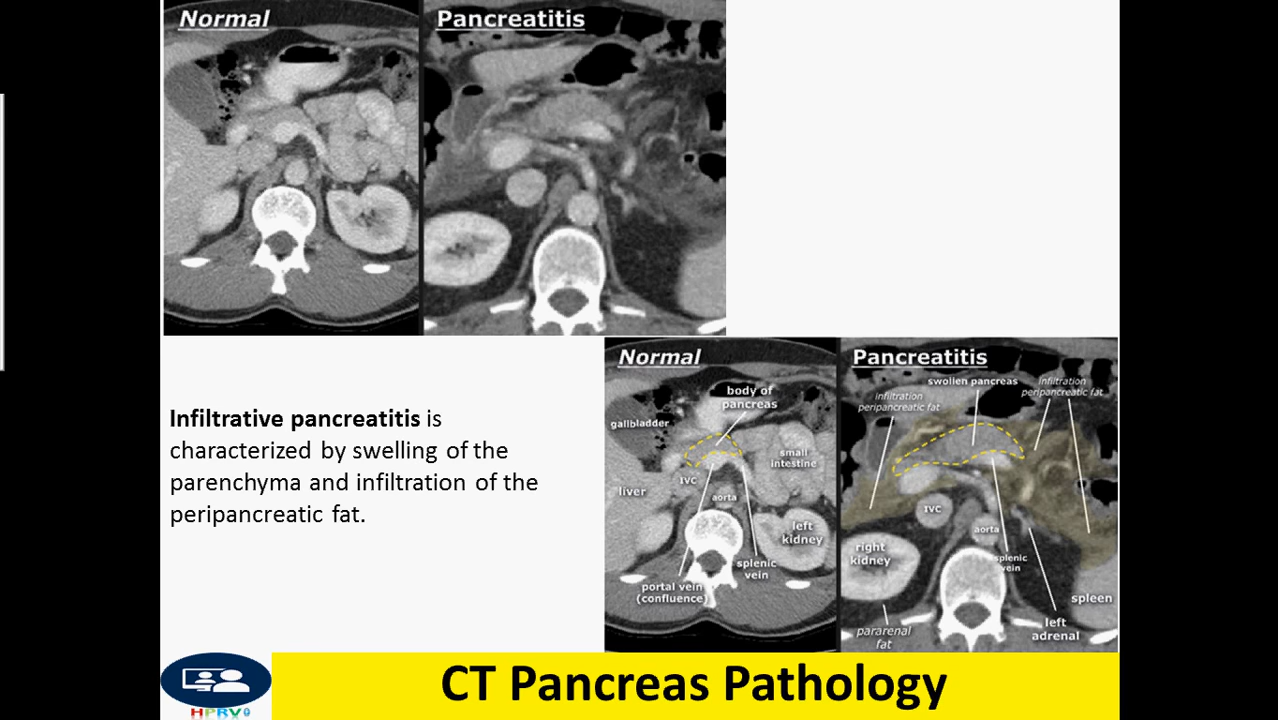 Normal
Pancreatitis
Infiltrative pancreatitis is
characterized by swelling of the
parenchyma and infiltration of the
peripancreatic fat.
Normal
body of
pancreas
gallbladder
small
intestine
IVC
liver
aorta
left
kidney
splenic
vein
portal vein
(confluence)
Pancreatitis
swollen pancreas
infiltration
peripancreatic fat
infiltration
peripancreatic fat
IVC
aorta
right
kidney
splenic
vein
spleen
left
adrenal
pararenal
fat
HPRV
CT Pancreas Pathology